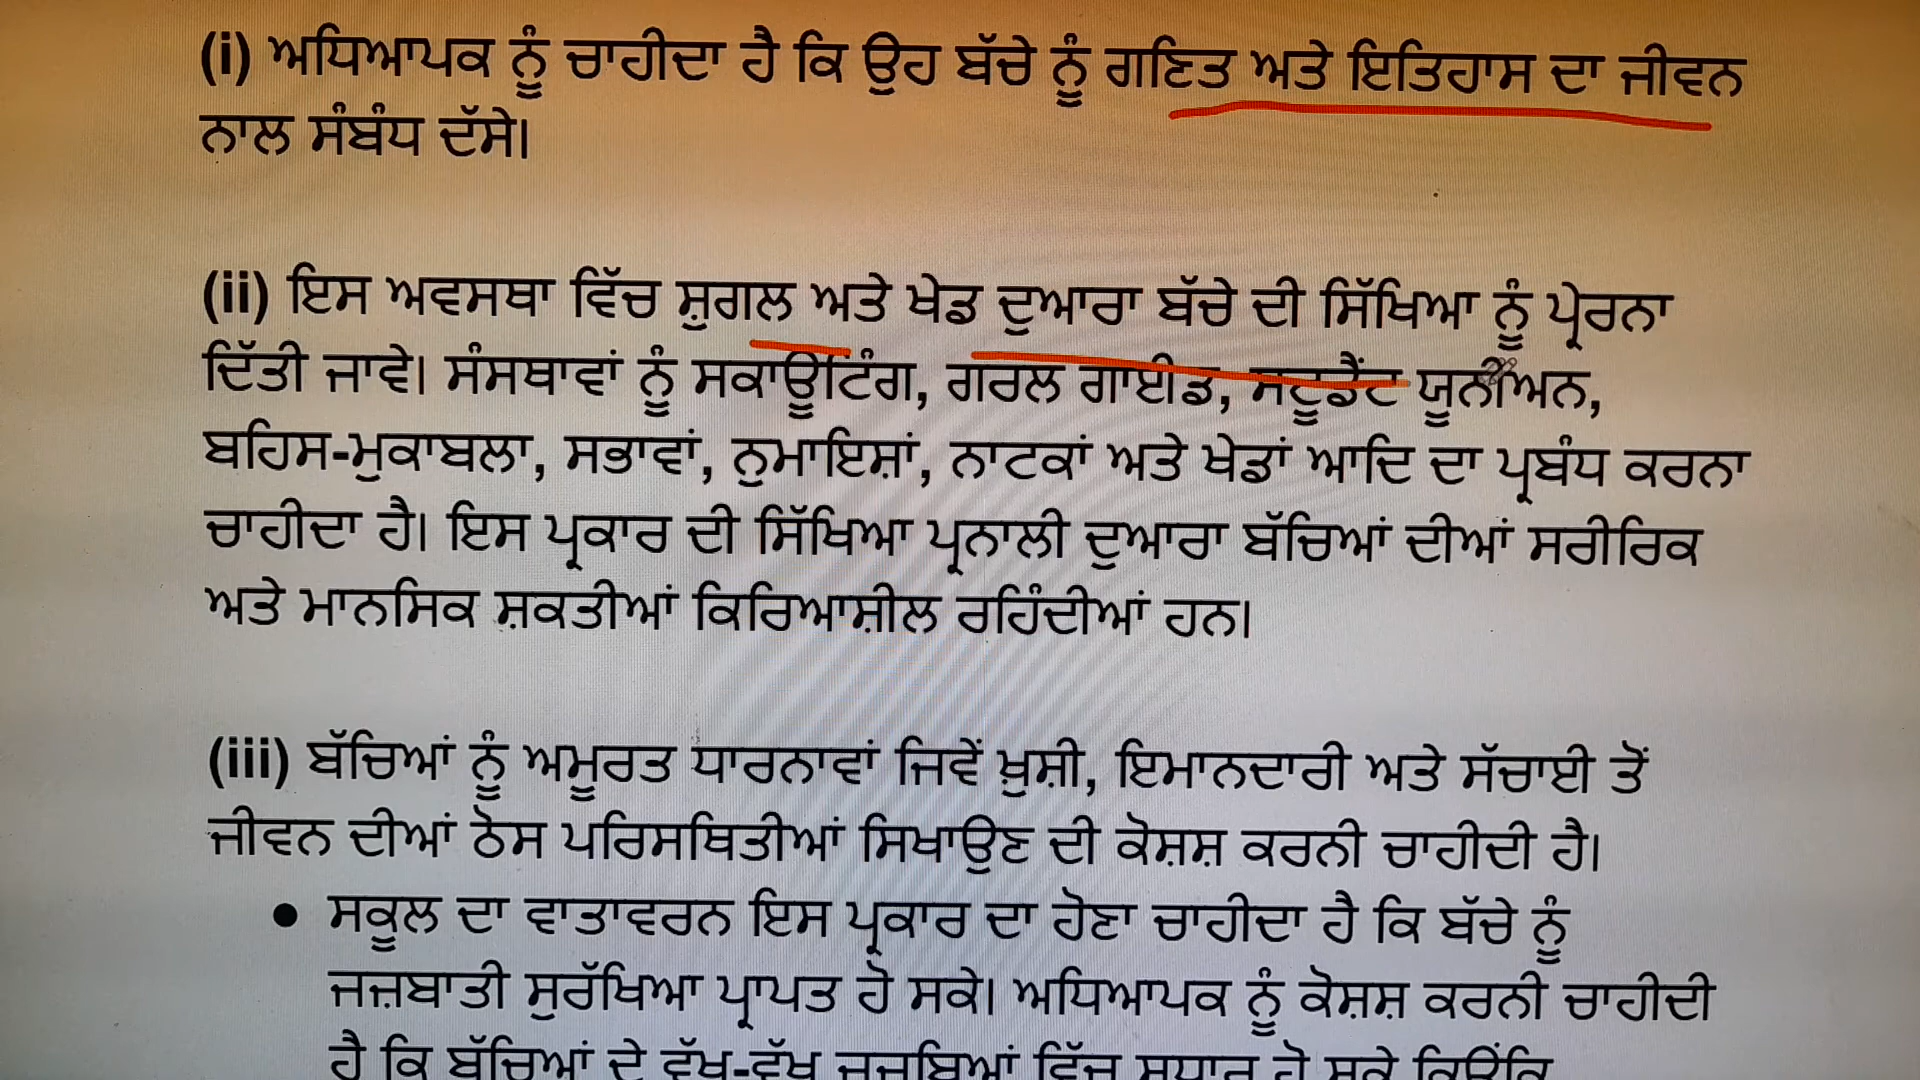 (i) ਅਧਿਆਪਕ ਨੂੰ ਚਾਹੀਦਾ ਹੈ ਕਿ ਉਹ ਬੱਚੇ ਨੂੰ ਗਣਿਤ ਅਤੇ ਇਤਿਹਾਸ ਦਾ ਜੀਵਨ
ਨਾਲ ਸੰਬੰਧ ਦੱਸੇ।
(ii) ਇਸ ਅਵਸਥਾ ਵਿੱਚ ਸ਼ੁਗਲ ਅਤੇ ਖੇਡ ਦੁਆਰਾ ਬੱਚੇ ਦੀ ਸਿੱਖਿਆ ਨੂੰ ਪ੍ਰੇਰਨਾ
ਦਿੱਤੀ ਜਾਵੇ। ਸੰਸਥਾਵਾਂ ਨੂੰ ਸਕਾਊਟਿੰਗ, ਗਰਲ ਗਾਈਡ, ਸਟੂਡੈਂਟ ਯੂਨੀਅਨ,
ਬਹਿਸ-ਮੁਕਾਬਲਾ, ਸਭਾਵਾਂ, ਨੁਮਾਇਸ਼ਾਂ, ਨਾਟਕਾਂ ਅਤੇ ਖੇਡਾਂ ਆਦਿ ਦਾ ਪ੍ਰਬੰਧ ਕਰਨਾ
ਚਾਹੀਦਾ ਹੈ। ਇਸ ਪ੍ਰਕਾਰ ਦੀ ਸਿੱਖਿਆ ਪ੍ਰਨਾਲੀ ਦੁਆਰਾ ਬੱਚਿਆਂ ਦੀਆਂ ਸਰੀਰਿਕ
ਅਤੇ ਮਾਨਸਿਕ ਸ਼ਕਤੀਆਂ ਕਿਰਿਆਸ਼ੀਲ ਰਹਿੰਦੀਆਂ ਹਨ।
(iii) ਬੱਚਿਆਂ ਨੂੰ ਅਮੂਰਤ ਧਾਰਨਾਵਾਂ ਜਿਵੇਂ ਖ਼ੁਸ਼ੀ, ਇਮਾਨਦਾਰੀ ਅਤੇ ਸੱਚਾਈ ਤੋਂ
ਜੀਵਨ ਦੀਆਂ ਠੋਸ ਪਰਿਸਥਿਤੀਆਂ ਸਿਖਾਉਣ ਦੀ ਕੋਸ਼ਸ਼ ਕਰਨੀ ਚਾਹੀਦੀ ਹੈ।
● ਸਕੂਲ ਦਾ ਵਾਤਾਵਰਨ ਇਸ ਪ੍ਰਕਾਰ ਦਾ ਹੋਣਾ ਚਾਹੀਦਾ ਹੈ ਕਿ ਬੱਚੇ ਨੂੰ
ਜਜ਼ਬਾਤੀ ਸੁਰੱਖਿਆ ਪ੍ਰਾਪਤ ਹੋ ਸਕੇ। ਅਧਿਆਪਕ ਨੂੰ ਕੋਸ਼ਸ਼ ਕਰਨੀ ਚਾਹੀਦੀ
ਹੈ ਕਿ ਬੱਚਿਆਂ ਦੇ ਵੱਖ-ਵੱਖ ਜਜ਼ਬਿਆਂ ਵਿੱਚ ਸੁਧਾਰ ਹੋ ਸਕੇ ਕਿਉਂਕਿ